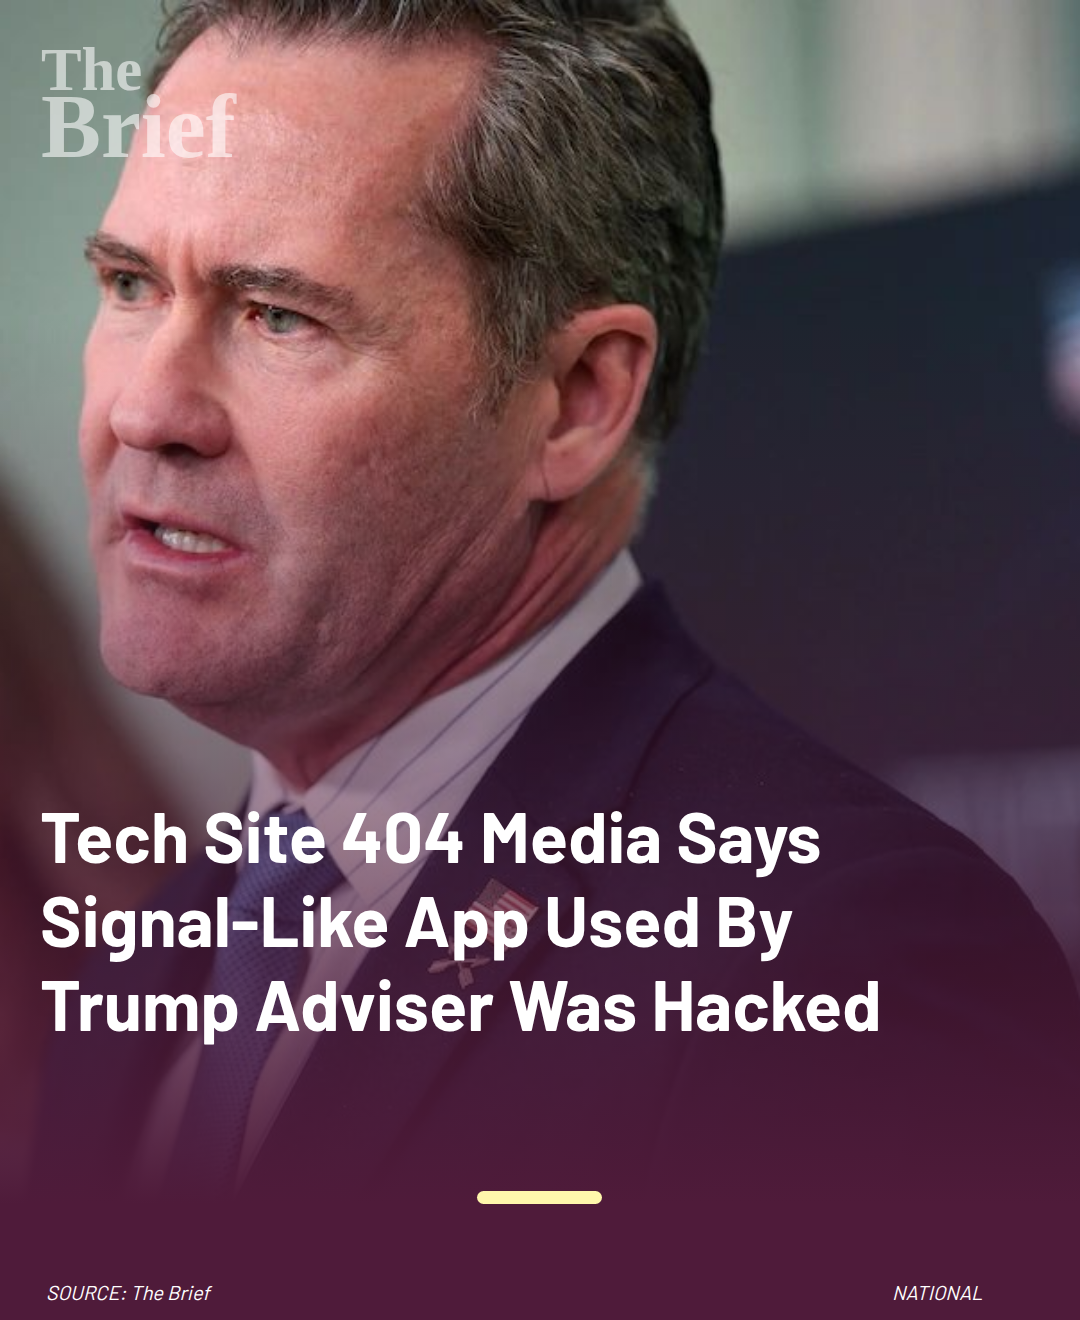 The
Brief
Tech Site 404 Media Says
Signal-Like App Used By
Trump Adviser Was Hacked
SOURCE: The Brief
NATIONAL